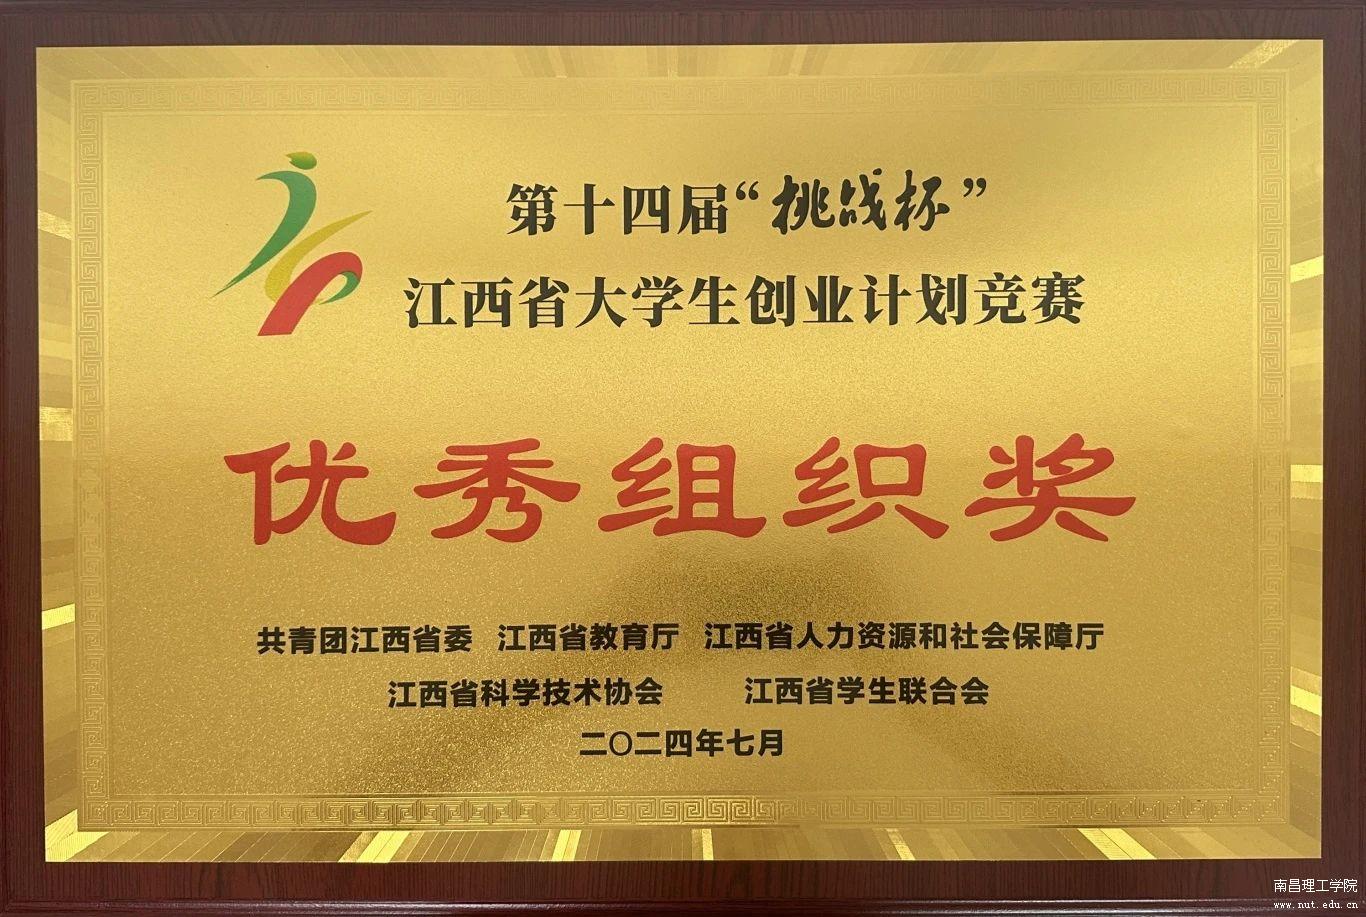 第十四届“挑战杯”
江西省大学生创业计划竞赛
优秀组织奖
共青团江西省委 江西省教育厅 江西省人力资源和社会保障厅
江西省科学技术协会 江西省学生联合会
二〇二四年七月
南昌理工学院
www.nut.edu.cn